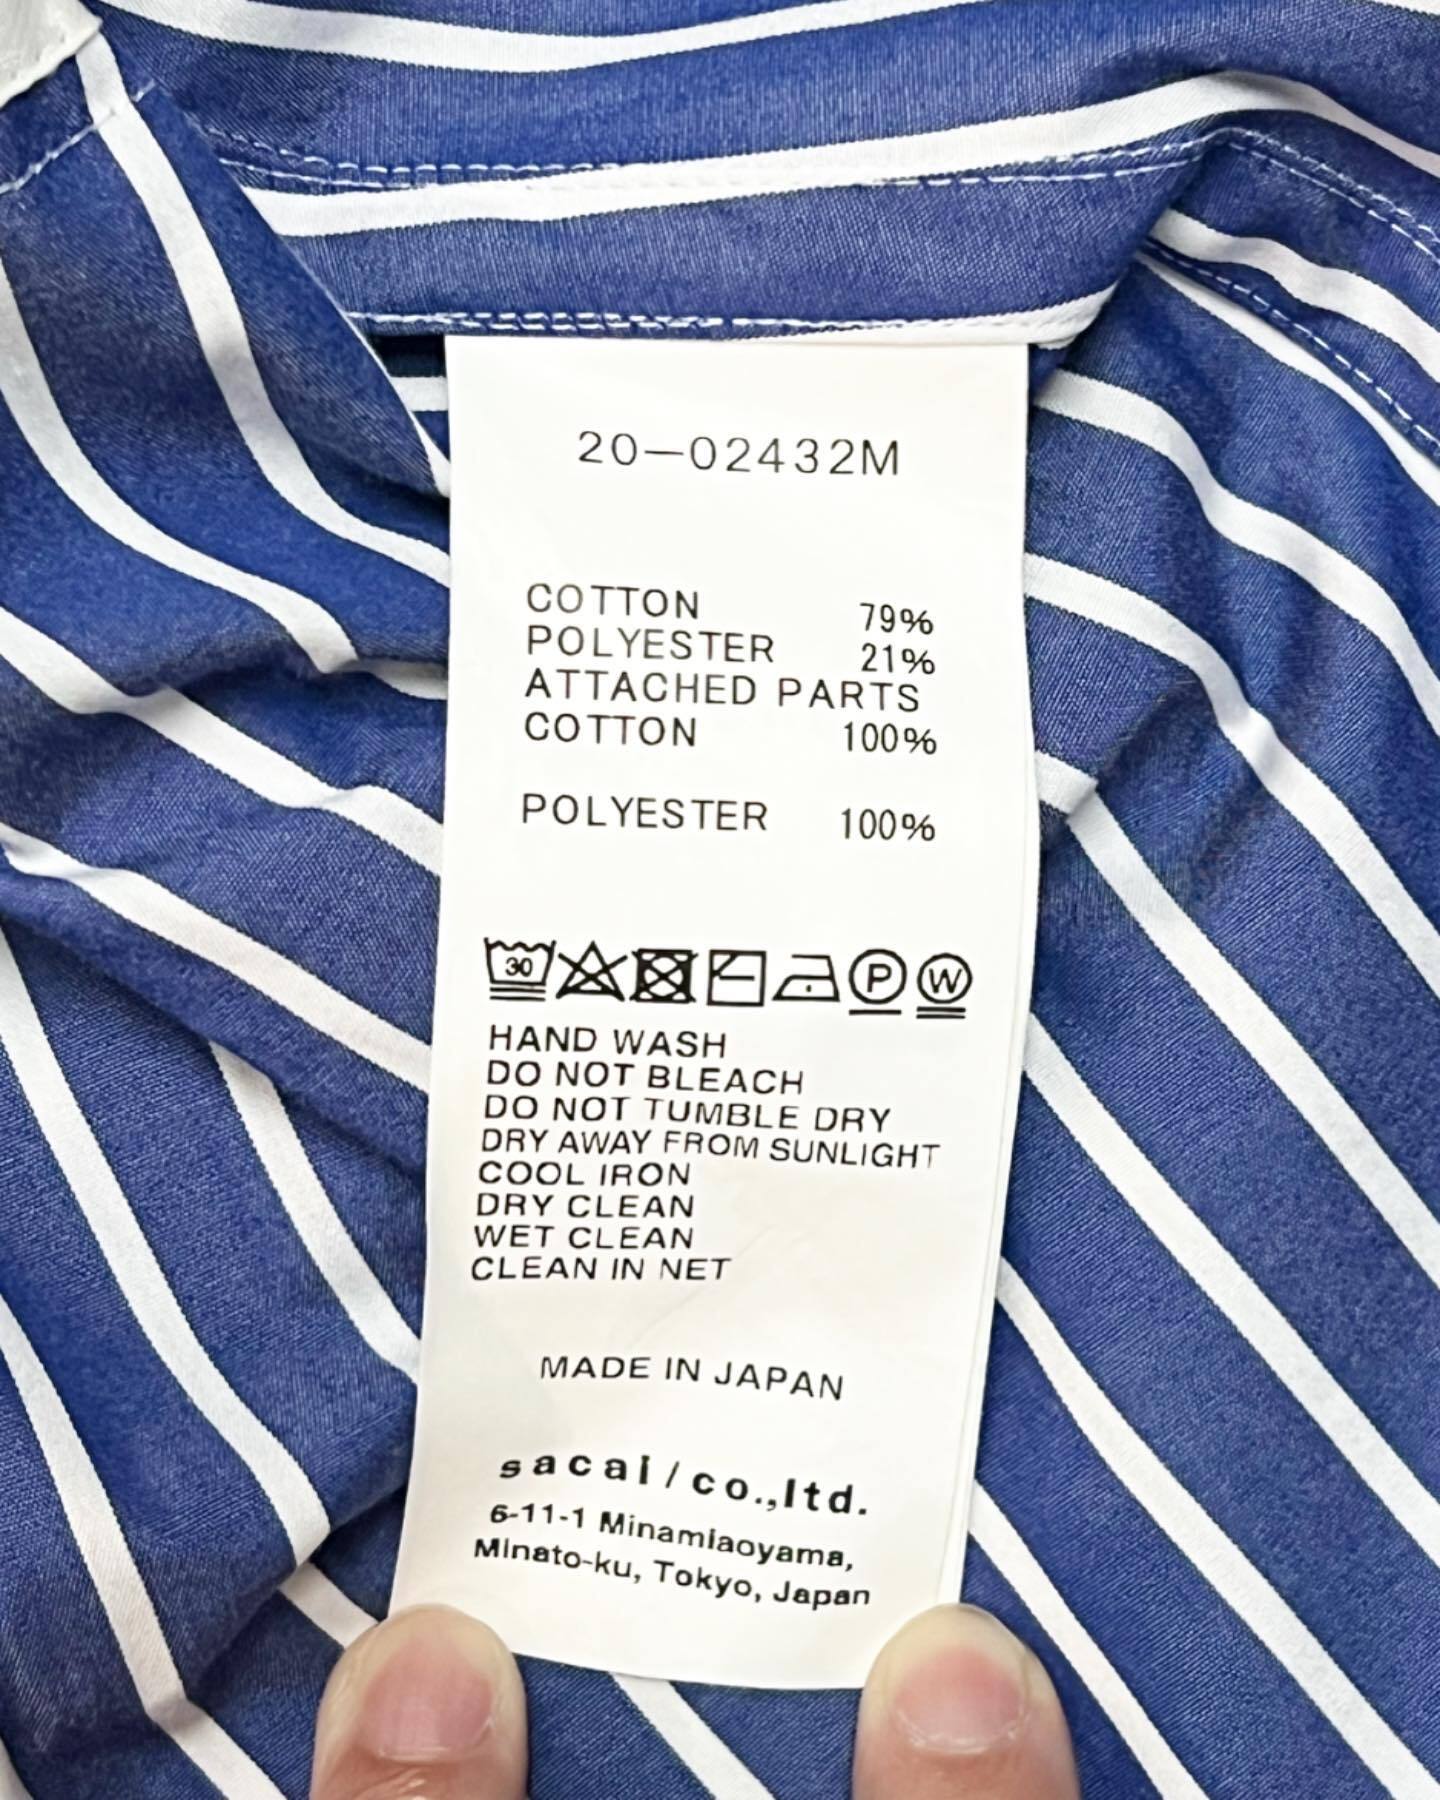 20-02432M
COTTON 79%
POLYESTER 21%
ATTACHED PARTS
COTTON 100%
POLYESTER 100%
30 P W
HAND WASH
DO NOT BLEACH
DO NOT TUMBLE DRY
DRY AWAY FROM SUNLIGHT
COOL IRON
DRY CLEAN
WET CLEAN
CLEAN IN NET
MADE IN JAPAN
sacai/co.,ltd.
6-11-1 Minamiaoyama,
Minato-ku, Tokyo, Japan